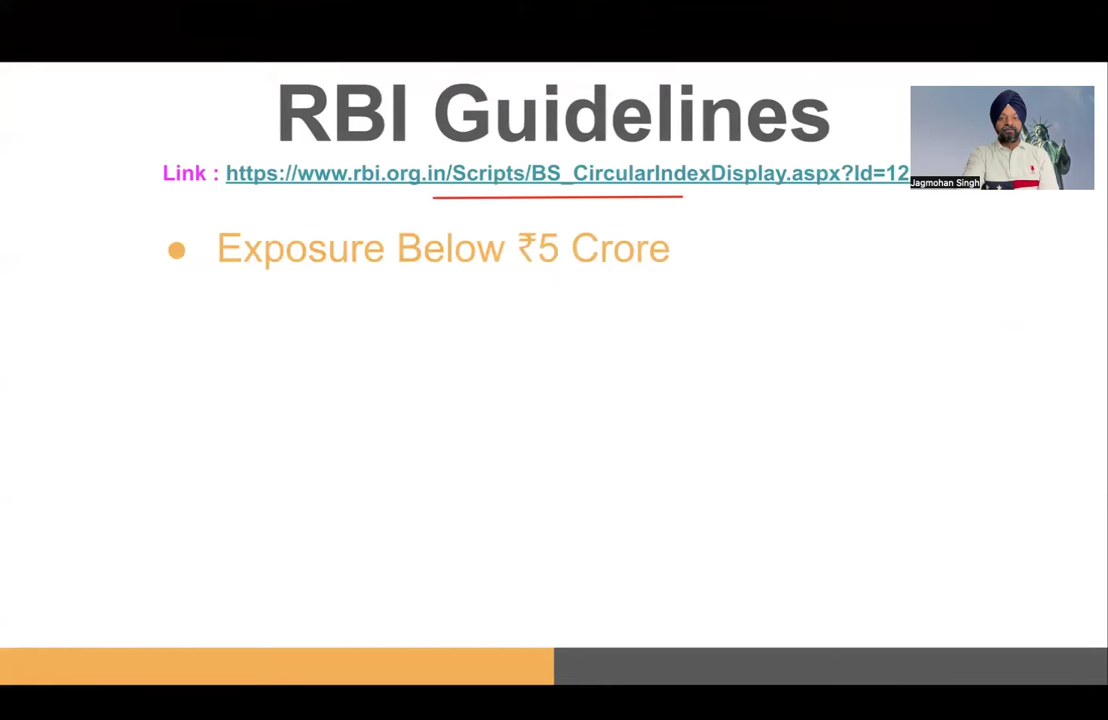 RBI Guidelines
Link : https://www.rbi.org.in/Scripts/BS_CircularIndexDisplay.aspx?Id=12
Jagmohan Singh
● Exposure Below ₹5 Crore